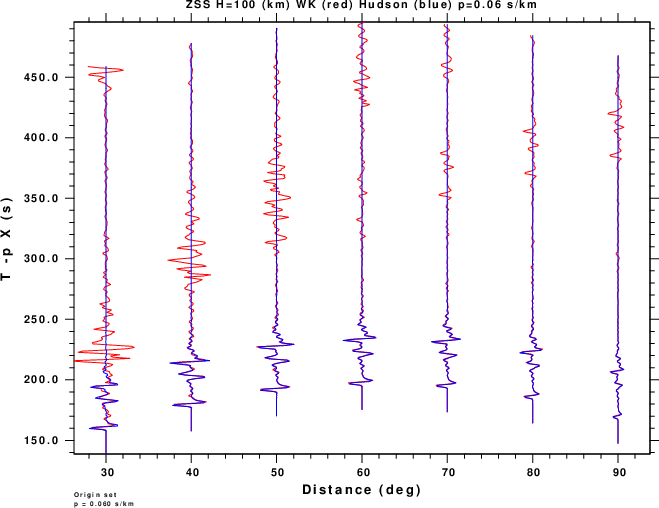 ZSS H=100 (km) WK (red) Hudson (blue) p=0.06 s/km
450.0
400.0
350.0
300.0
250.0
200.0
150.0
T -p X (s)
30 40 50 60 70 80 90
Distance (deg)
Origin set
p = 0.060 s/km